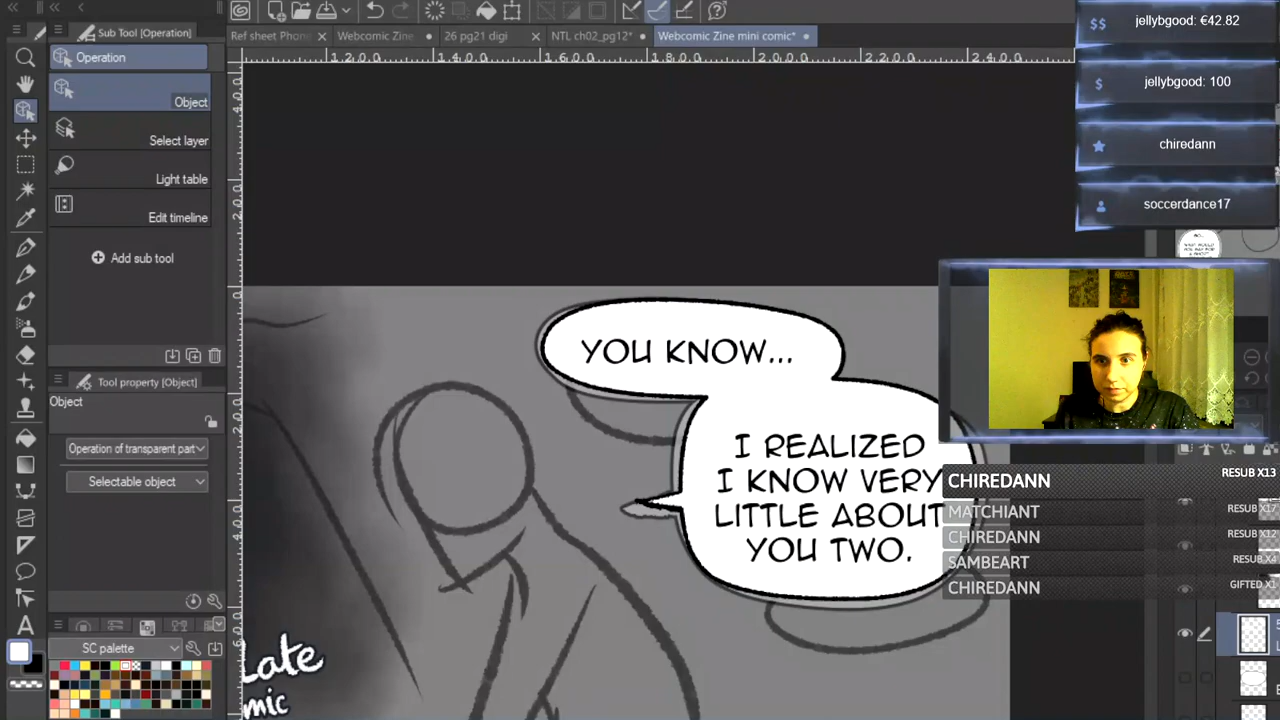 Sub Tool [Operation]
Operation
Object
Select layer
Light table
Edit timeline
Add sub tool
Tool property [Object]
Object
Operation of transparent part
Selectable object
SC palette
Ref sheet Phon
Webcomic Zine
26 pg21 digi
NTL ch02_pg12*
Webcomic Zine mini comic*
YOU KNOW...
I REALIZED
I KNOW VERY
LITTLE ABOUT
YOU TWO.
Late
mic
jellybgood: €42.82
jellybgood: 100
chiredann
soccerdance17
CHIREDANN RESUB X13
MATCHIANT RESUB X17
CHIREDANN RESUB X12
SAMBEART RESUB X4
CHIREDANN GIFTED X1